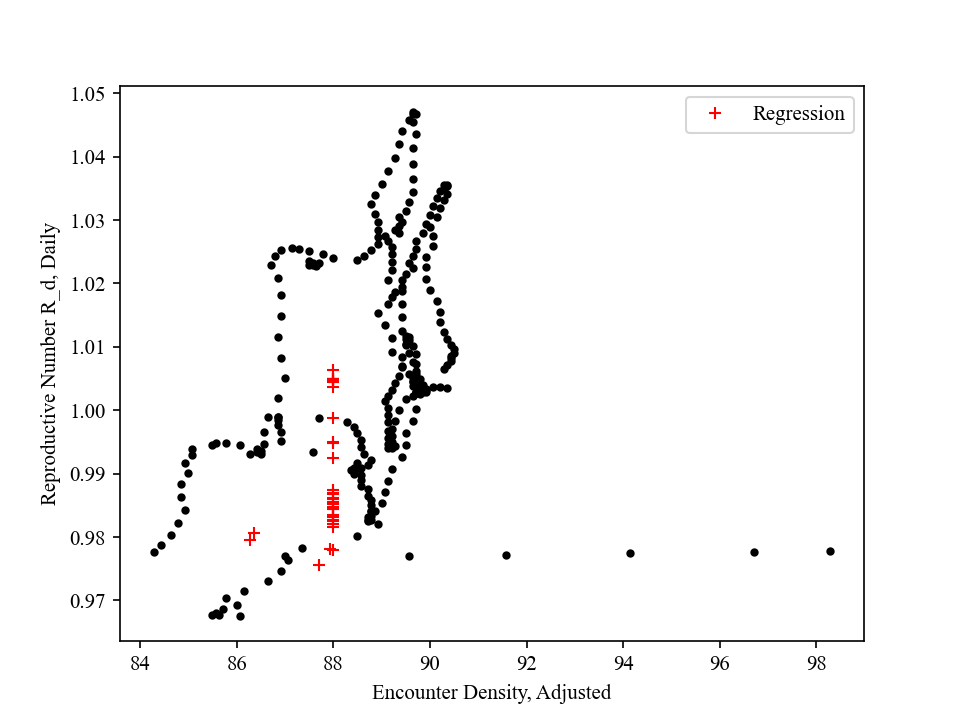 1.05
1.04
1.03
1.02
1.01
1.00
0.99
0.98
0.97
Reproductive Number R_d, Daily
Regression
84 86 88 90 92 94 96 98
Encounter Density, Adjusted